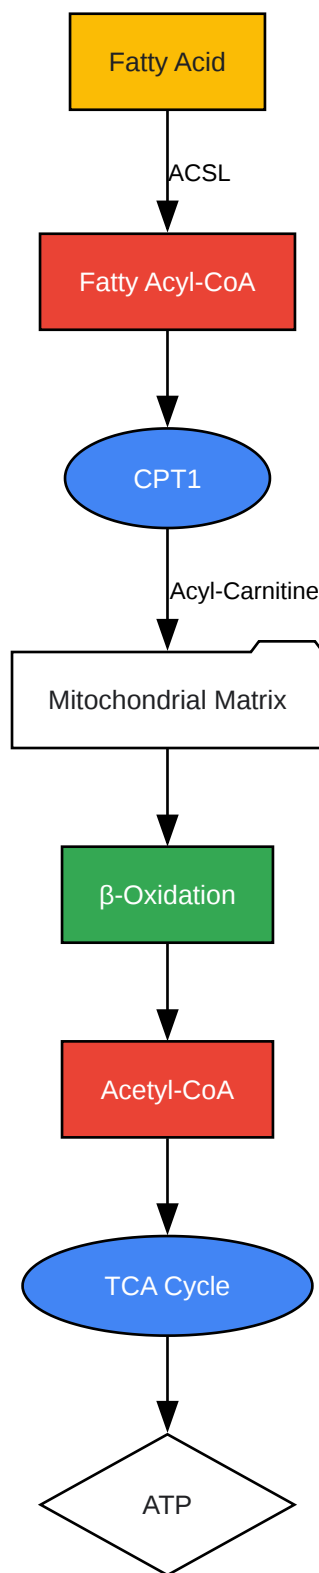 Fatty Acid
ACSL
Fatty Acyl-CoA
CPT1
Acyl-Carnitine
Mitochondrial Matrix
β-Oxidation
Acetyl-CoA
TCA Cycle
ATP